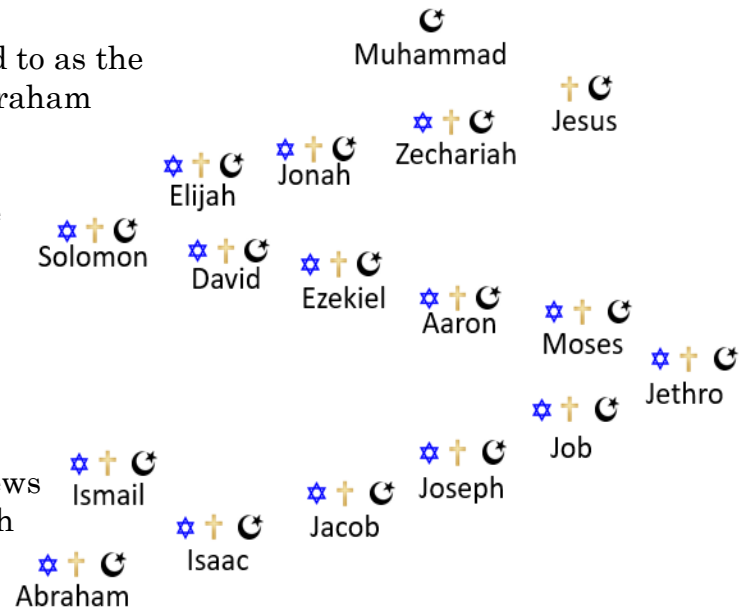 Muhammad
d to as the
raham
Jesus
Zechariah
Jonah
Elijah
Solomon
David
Ezekiel
Aaron
Moses
Jethro
Job
Joseph
Ismail
ows
h
Jacob
Isaac
Abraham